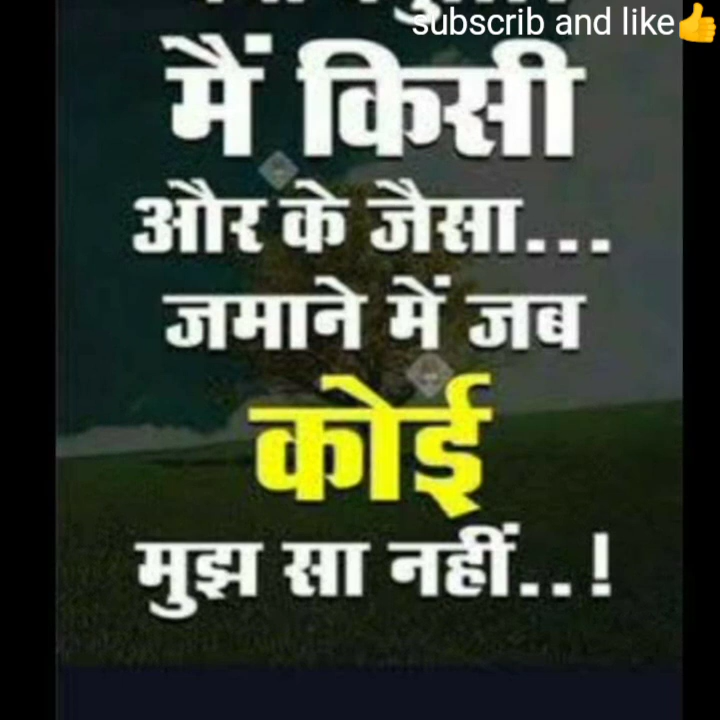 subscrib and like👍
मैं किसी
और के जैसा...
जमाने में जब
कोई
मुझ सा नहीं..!